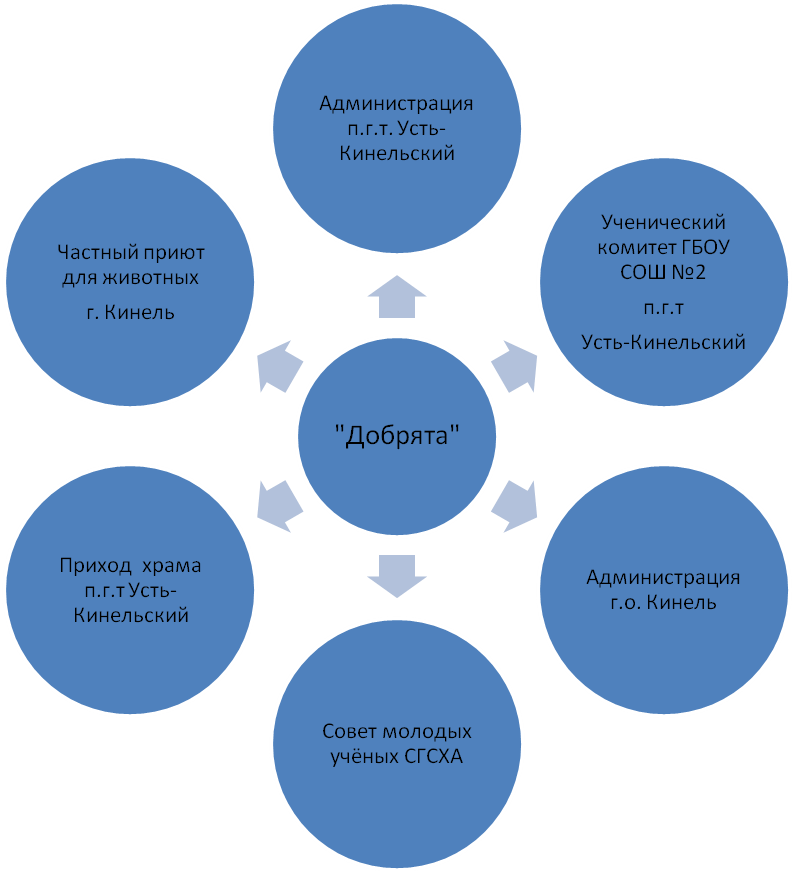 Администрация
п.г.т. Усть-
Кинельский
Частный приют
для животных
г. Кинель
Ученический
комитет ГБОУ
СОШ №2
п.г.т
Усть-Кинельский
"Добрята"
Приход храма
п.г.т Усть-
Кинельский
Администрация
г.о. Кинель
Совет молодых
учёных СГСХА